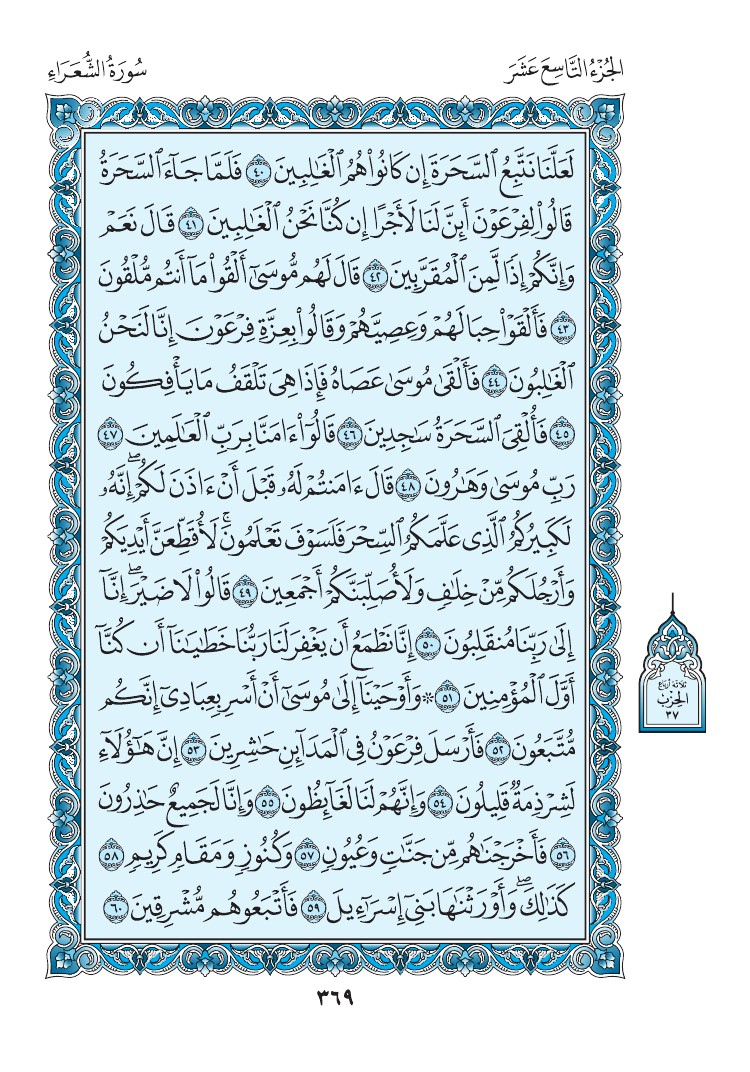 الجُزْءُ التَّاسِعَ عَشَرَ
سُورَةُ الشُّعَرَاءِ
لَعَلَّنَا نَتَّبِعُ ٱلسَّحَرَةَ إِن كَانُوا۟ هُمُ ٱلْغَٰلِبِينَ ٤٠ فَلَمَّا جَآءَ ٱلسَّحَرَةُ
قَالُوا۟ لِفِرْعَوْنَ أَئِنَّ لَنَا لَأَجْرًا إِن كُنَّا نَحْنُ ٱلْغَٰلِبِينَ ٤١ قَالَ نَعَمْ
وَإِنَّكُمْ إِذًا لَّمِنَ ٱلْمُقَرَّبِينَ ٤٢ قَالَ لَهُم مُّوسَىٰٓ أَلْقُوا۟ مَآ أَنتُم مُّلْقُونَ
٤٣ فَأَلْقَوْا۟ حِبَالَهُمْ وَعِصِيَّهُمْ وَقَالُوا۟ بِعِزَّةِ فِرْعَوْنَ إِنَّا لَنَحْنُ
ٱلْغَٰلِبُونَ ٤٤ فَأَلْقَىٰ مُوسَىٰ عَصَاهُ فَإِذَا هِىَ تَلْقَفُ مَا يَأْفِكُونَ
٤٥ فَأُلْقِىَ ٱلسَّحَرَةُ سَٰجِدِينَ ٤٦ قَالُوٓا۟ ءَامَنَّا بِرَبِّ ٱلْعَٰلَمِينَ ٤٧
رَبِّ مُوسَىٰ وَهَٰرُونَ ٤٨ قَالَ ءَامَنتُمْ لَهُۥ قَبْلَ أَنْ ءَاذَنَ لَكُمْ ۖ إِنَّهُۥ
لَكَبِيرُكُمُ ٱلَّذِى عَلَّمَكُمُ ٱلسِّحْرَ فَلَسَوْفَ تَعْلَمُونَ ۚ لَأُقَطِّعَنَّ أَيْدِيَكُمْ
وَأَرْجُلَكُم مِّنْ خِلَٰفٍ وَلَأُصَلِّبَنَّكُمْ أَجْمَعِينَ ٤٩ قَالُوا۟ لَا ضَيْرَ ۖ إِنَّآ
إِلَىٰ رَبِّنَا مُنقَلِبُونَ ٥٠ إِنَّا نَطْمَعُ أَن يَغْفِرَ لَنَا رَبُّنَا خَطَٰيَٰنَآ أَن كُنَّآ
أَوَّلَ ٱلْمُؤْمِنِينَ ٥١ ۞ وَأَوْحَيْنَآ إِلَىٰ مُوسَىٰٓ أَنْ أَسْرِ بِعِبَادِىٓ إِنَّكُم
مُّتَّبَعُونَ ٥٢ فَأَرْسَلَ فِرْعَوْنُ فِى ٱلْمَدَآئِنِ حَٰشِرِينَ ٥٣ إِنَّ هَٰٓؤُلَآءِ
لَشِرْذِمَةٌ قَلِيلُونَ ٥٤ وَإِنَّهُمْ لَنَا لَغَآئِظُونَ ٥٥ وَإِنَّا لَجَمِيعٌ حَٰذِرُونَ
٥٦ فَأَخْرَجْنَٰهُم مِّن جَنَّٰتٍ وَعُيُونٍ ٥٧ وَكُنُوزٍ وَمَقَامٍ كَرِيمٍ ٥٨
كَذَٰلِكَ ۖ وَأَوْرَثْنَٰهَا بَنِىٓ إِسْرَٰٓءِيلَ ٥٩ فَأَتْبَعُوهُم مُّشْرِقِينَ ٦٠
ثلاثة أرباع
الحزب
٣٧
٣٦٩